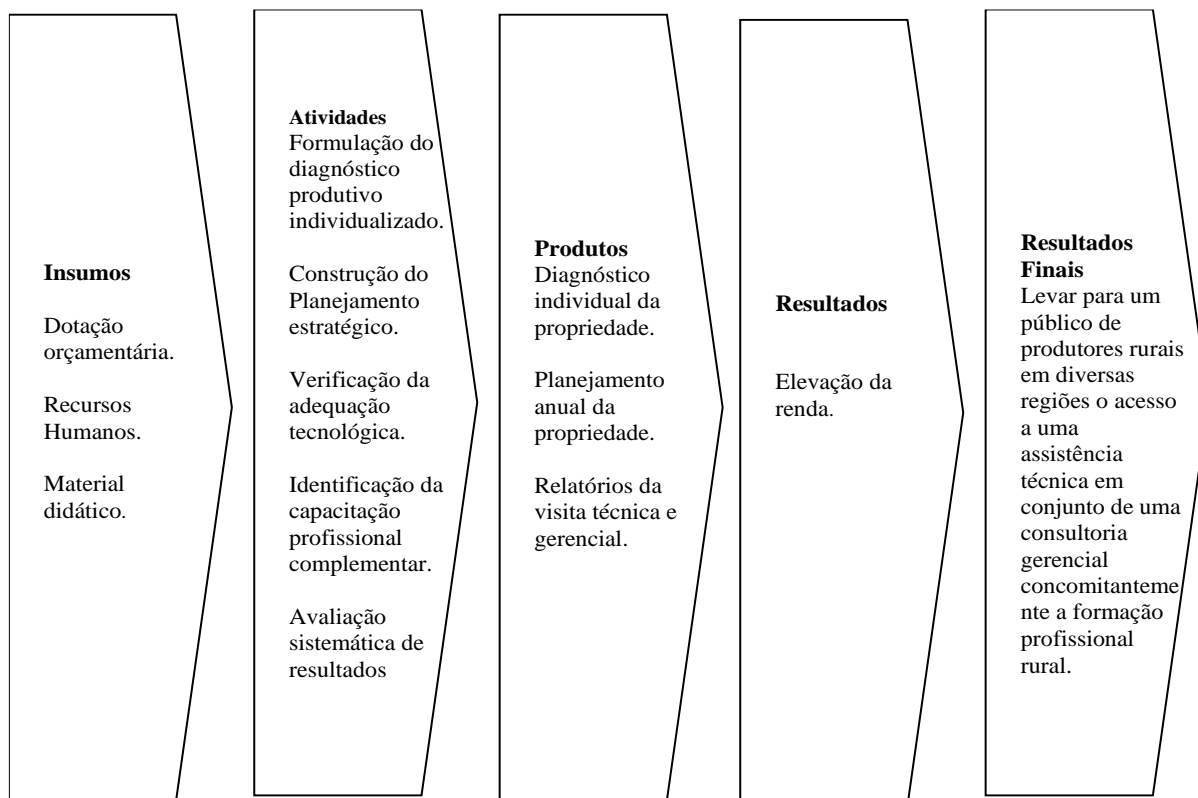 Insumos
Dotação
orçamentária.
Recursos
Humanos.
Material
didático.
Atividades
Formulação do
diagnóstico
produtivo
individualizado.
Construção do
Planejamento
estratégico.
Verificação da
adequação
tecnológica.
Identificação da
capacitação
profissional
complementar.
Avaliação
sistemática de
resultados
Produtos
Diagnóstico
individual da
propriedade.
Planejamento
anual da
propriedade.
Relatórios da
visita técnica e
gerencial.
Resultados
Elevação da
renda.
Resultados
Finais
Levar para um
público de
produtores rurais
em diversas
regiões o acesso
a uma
assistência
técnica em
conjunto de uma
consultoria
gerencial
concomitanteme
nte a formação
profissional
rural.